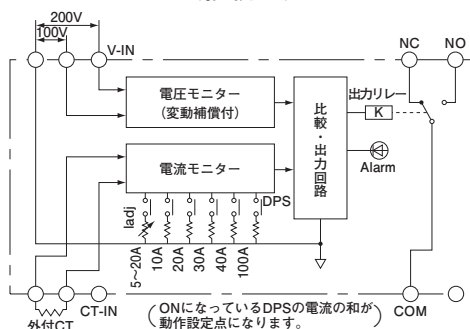 200V
100V
V-IN
NC
NO
電圧モニター
(変動補償付)
比較・出力回路
出力リレー
K
電流モニター
Alarm
Iadj
DPS
5~20A
10A
20A
30A
40A
100A
外付CT
CT-IN
(ONになっているDPSの電流の和が
動作設定点になります。)
COM